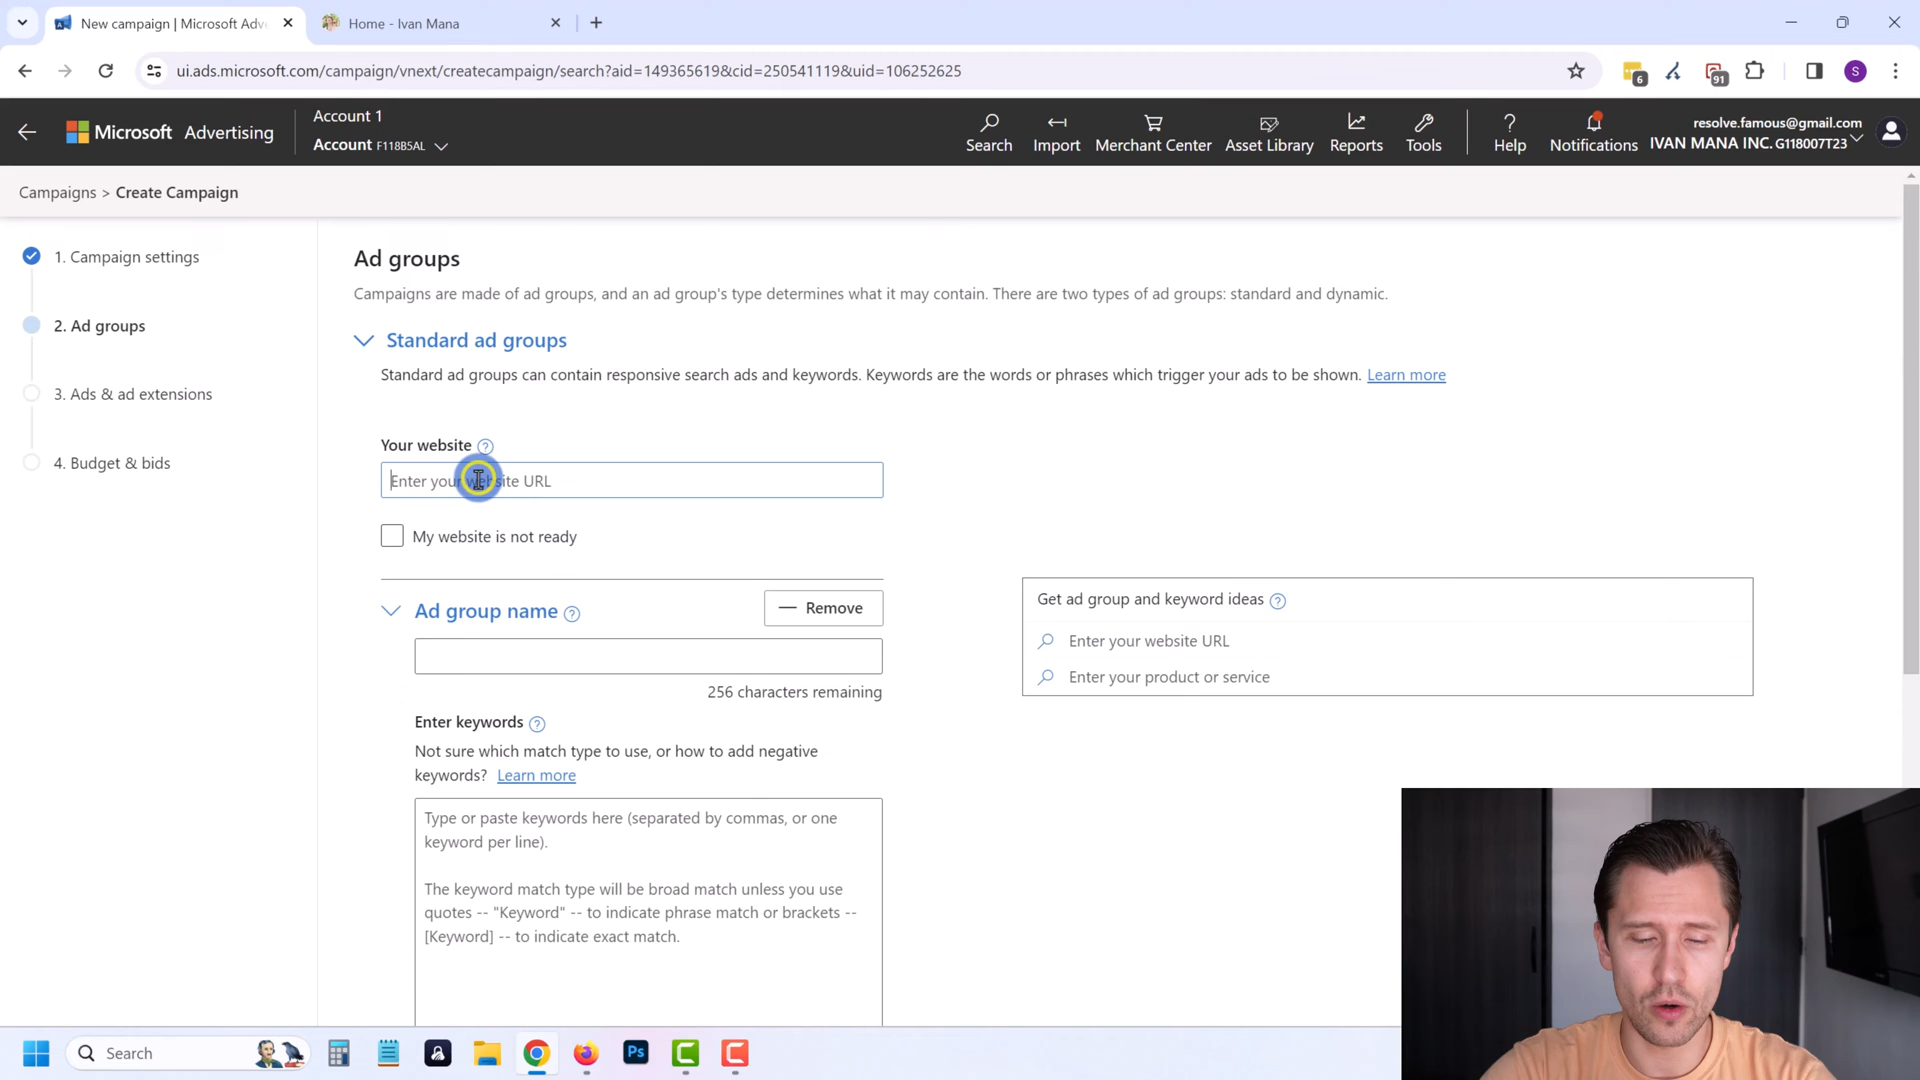 New campaign | Microsoft Adve
Home - Ivan Mana
ui.ads.microsoft.com/campaign/vnext/createcampaign/search?aid=149365619&cid=250541119&uid=106252625
6
91
S
Microsoft Advertising
Account 1
Account F118B5AL
Search
Import
Merchant Center
Asset Library
Reports
Tools
Help
Notifications
resolve.famous@gmail.com
IVAN MANA INC. G118007T23
Campaigns > Create Campaign
1. Campaign settings
2. Ad groups
3. Ads & ad extensions
4. Budget & bids
Ad groups
Campaigns are made of ad groups, and an ad group's type determines what it may contain. There are two types of ad groups: standard and dynamic.
Standard ad groups
Standard ad groups can contain responsive search ads and keywords. Keywords are the words or phrases which trigger your ads to be shown. Learn more
Your website
Enter your website URL
My website is not ready
Ad group name
Remove
256 characters remaining
Enter keywords
Not sure which match type to use, or how to add negative
keywords? Learn more
Type or paste keywords here (separated by commas, or one
keyword per line).
The keyword match type will be broad match unless you use
quotes -- "Keyword" -- to indicate phrase match or brackets --
[Keyword] -- to indicate exact match.
Get ad group and keyword ideas
Enter your website URL
Enter your product or service
Search
Ps